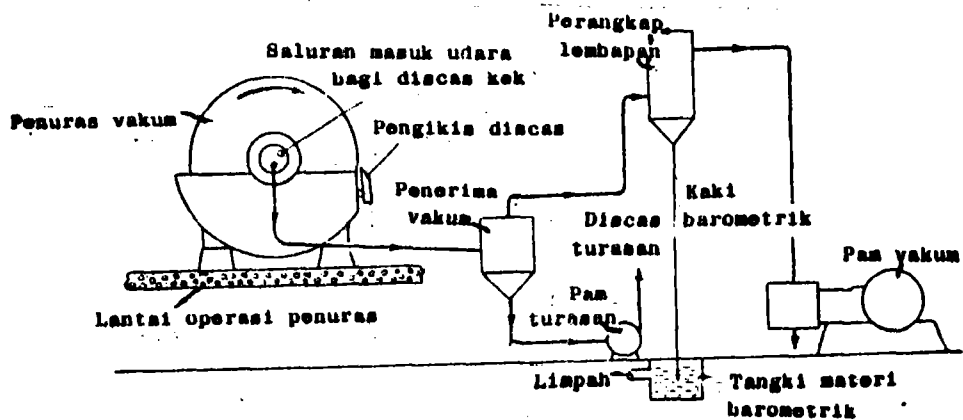 Perangkap
lembapan
Saluran masuk udara
bagi discas kek
Penuras vakum
Pengikis discas
Penerima
vakum
Kaki
barometrik
Discas
turasan
Pam vakum
Pam
turasan
Lantai operasi penuras
Limpah
Tangki materi
barometrik